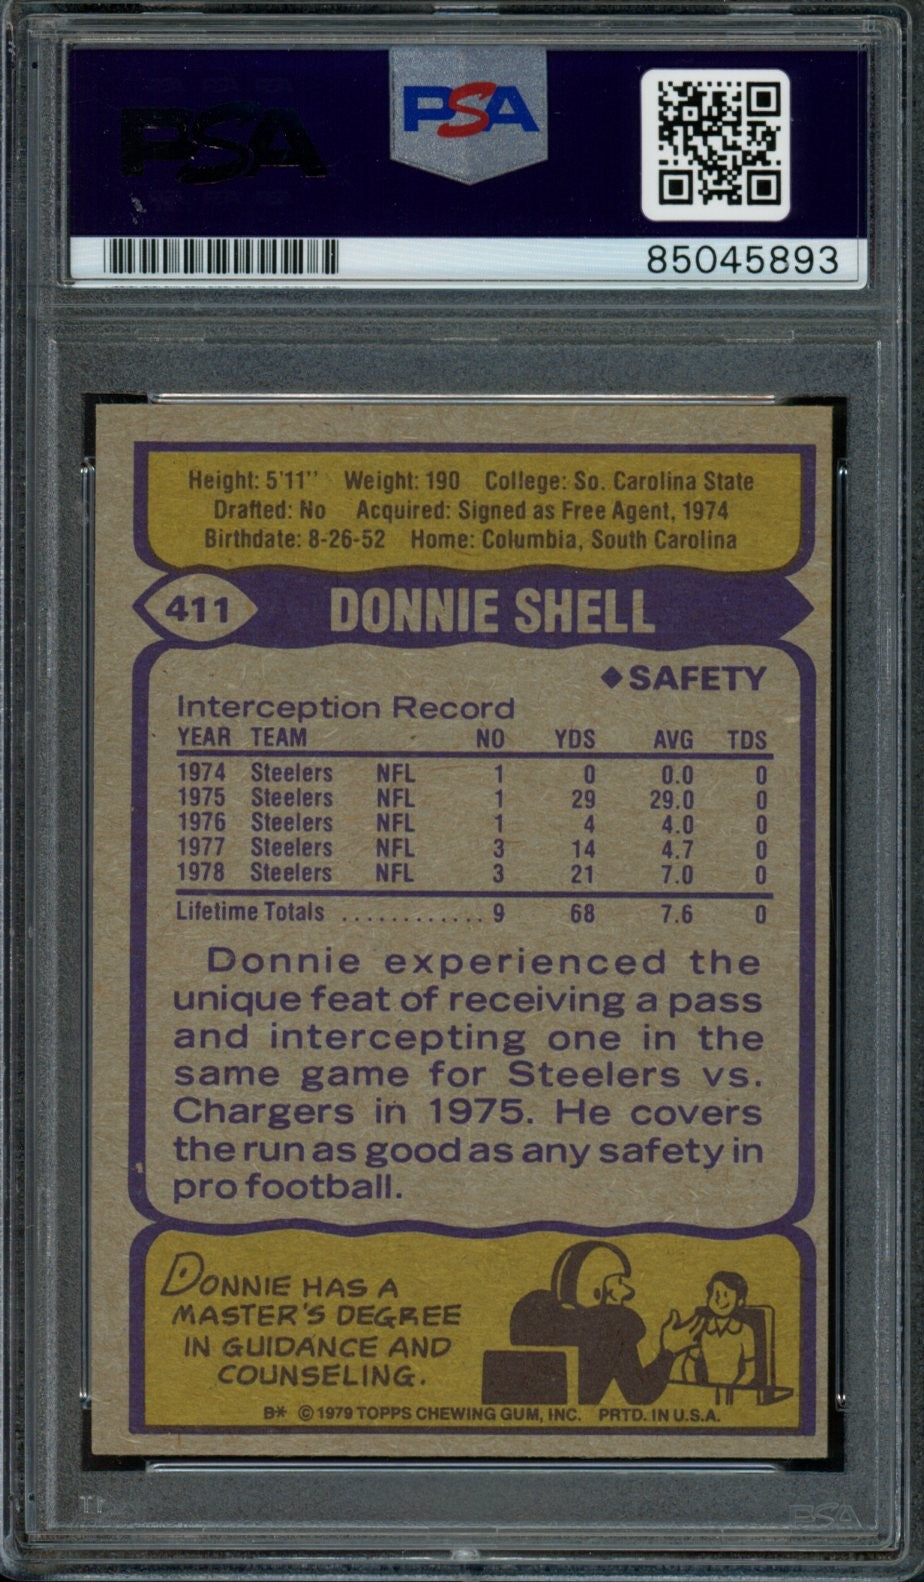 PSA
PSA
85045893
Height: 5'11" Weight: 190 College: So. Carolina State
Drafted: No Acquired: Signed as Free Agent, 1974
Birthdate: 8-26-52 Home: Columbia, South Carolina
411 DONNIE SHELL
◆SAFETY
Interception Record
YEAR TEAM NO YDS AVG TDS
1974 Steelers NFL 1 0 0.0 0
1975 Steelers NFL 1 29 29.0 0
1976 Steelers NFL 1 4 4.0 0
1977 Steelers NFL 3 14 4.7 0
1978 Steelers NFL 3 21 7.0 0
Lifetime Totals ............ 9 68 7.6 0
Donnie experienced the
unique feat of receiving a pass
and intercepting one in the
same game for Steelers vs.
Chargers in 1975. He covers
the run as good as any safety in
pro football.
DONNIE HAS A
MASTER'S DEGREE
IN GUIDANCE AND
COUNSELING.
B* © 1979 TOPPS CHEWING GUM, INC. PRTD. IN U.S.A.
PSA